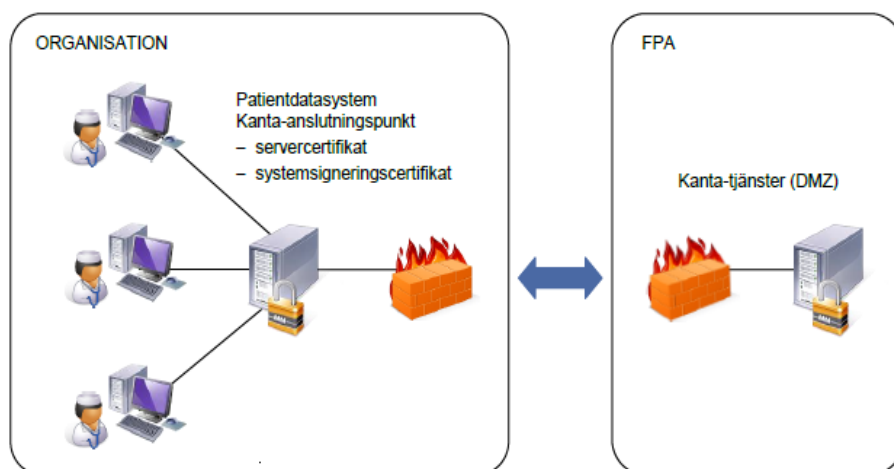 ORGANISATION
Patientdatasystem
Kanta-anslutningspunkt
– servercertifikat
– systemsigneringscertifikat
FPA
Kanta-tjänster (DMZ)